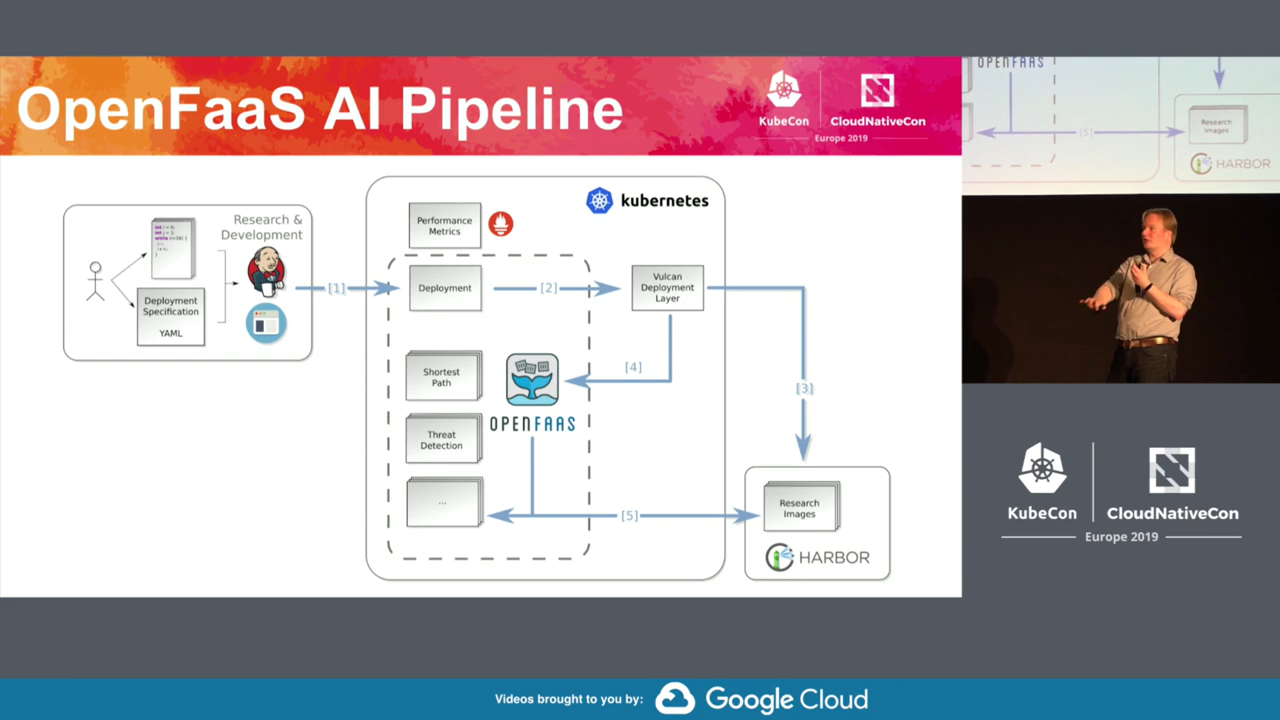 OpenFaaS AI Pipeline
KubeCon
CloudNativeCon
Europe 2019
Research &
Development
int i = 0;
Deployment
Specification
YAML
[1]
Performance
Metrics
kubernetes
Deployment
[2]
Vulcan
Deployment
Layer
Shortest
Path
[4]
[3]
OPENFAAS
Threat
Detection
...
[5]
Research
Images
HARBOR
OPENFAAS
[5]
Research
Images
HARBOR
KubeCon
CloudNativeCon
Europe 2019
Videos brought to you by:
Google Cloud